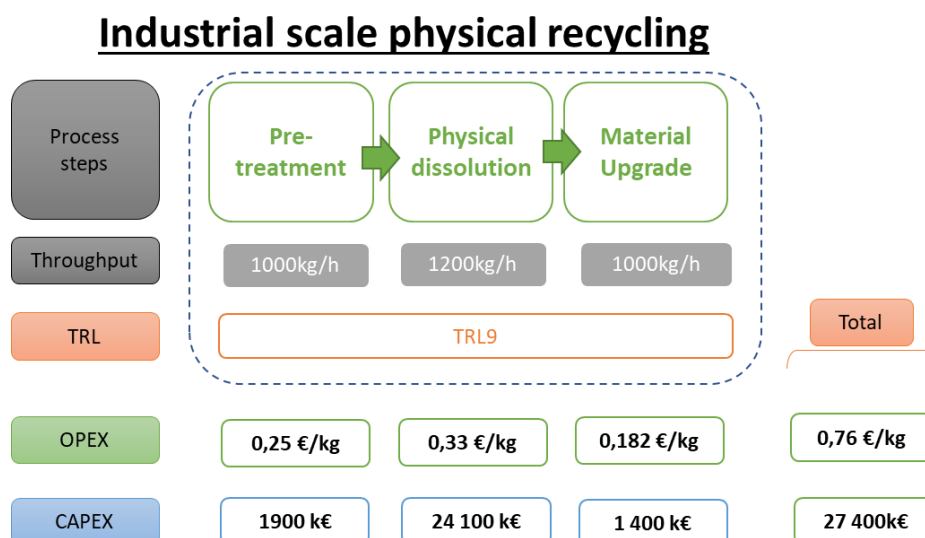 Industrial scale physical recycling
Process
steps
Pre-
treatment
Physical
dissolution
Material
Upgrade
Throughput
1000kg/h
1200kg/h
1000kg/h
TRL
TRL9
Total
OPEX
0,25 €/kg
0,33 €/kg
0,182 €/kg
0,76 €/kg
CAPEX
1900 k€
24 100 k€
1 400 k€
27 400k€